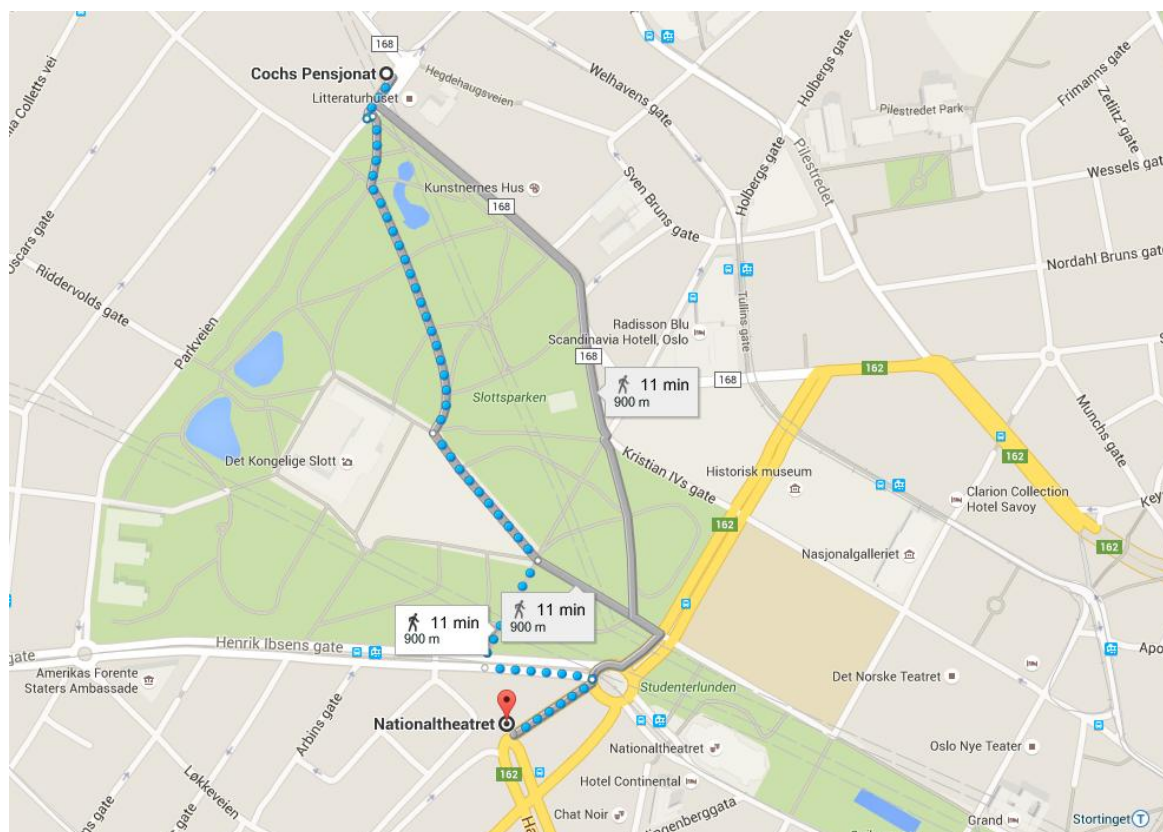 168
Cochs Pensjonat
Litteraturhuset
Hegdehaugsveien
Welhavens gate
Holbergs gate
Pilestredet Park
Frimanns gate
Zetlitz' gate
Wessels gate
Pilestredet
Holbergs gate
Sven Bruns gate
Kunstnernes Hus
168
Oscars gate
Riddervolds gate
Parkveien
Nordahl Bruns gate
Tullins gate
Radisson Blu
Scandinavia Hotell, Oslo
168
162
168
11 min
900 m
Slottsparken
Munchs gate
162
Det Kongelige Slott
Kristian IVs gate
Historisk museum
Clarion Collection
Hotel Savoy
162
162
Nasjonalgalleriet
11 min
900 m
11 min
900 m
Henrik Ibsens gate
gate
Amerikas Forente
Staters Ambassade
Arbins gate
Studenterlunden
Det Norske Teatret
Nationaltheatret
Nationaltheatret
Oslo Nye Teater
162
Hotel Continental
Løkkeveien
Chat Noir
Grand
Stortinget T